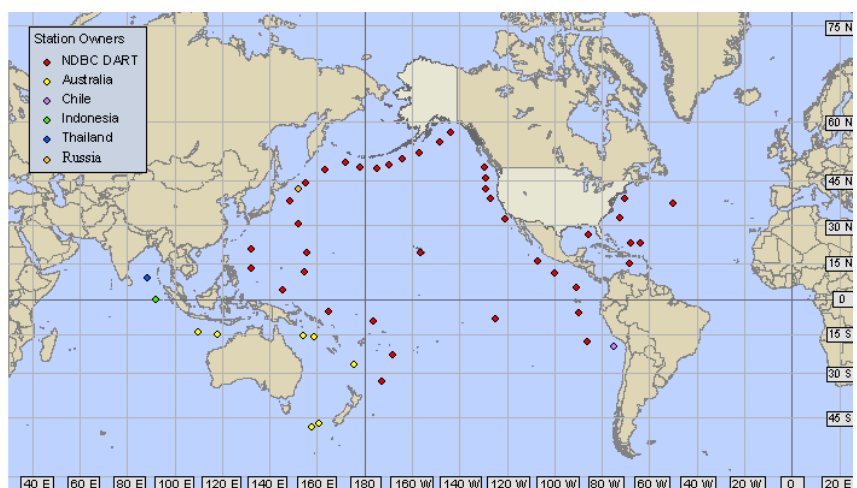 Station Owners
NDBC DART
Australia
Chile
Indonesia
Thailand
Russia
75 N
60 N
45 N
30 N
15 N
0
15 S
30 S
45 S
40 E
60 E
80 E
100 E
120 E
140 E
160 E
180
160 W
140 W
120 W
100 W
80 W
60 W
40 W
20 W
0
20 E